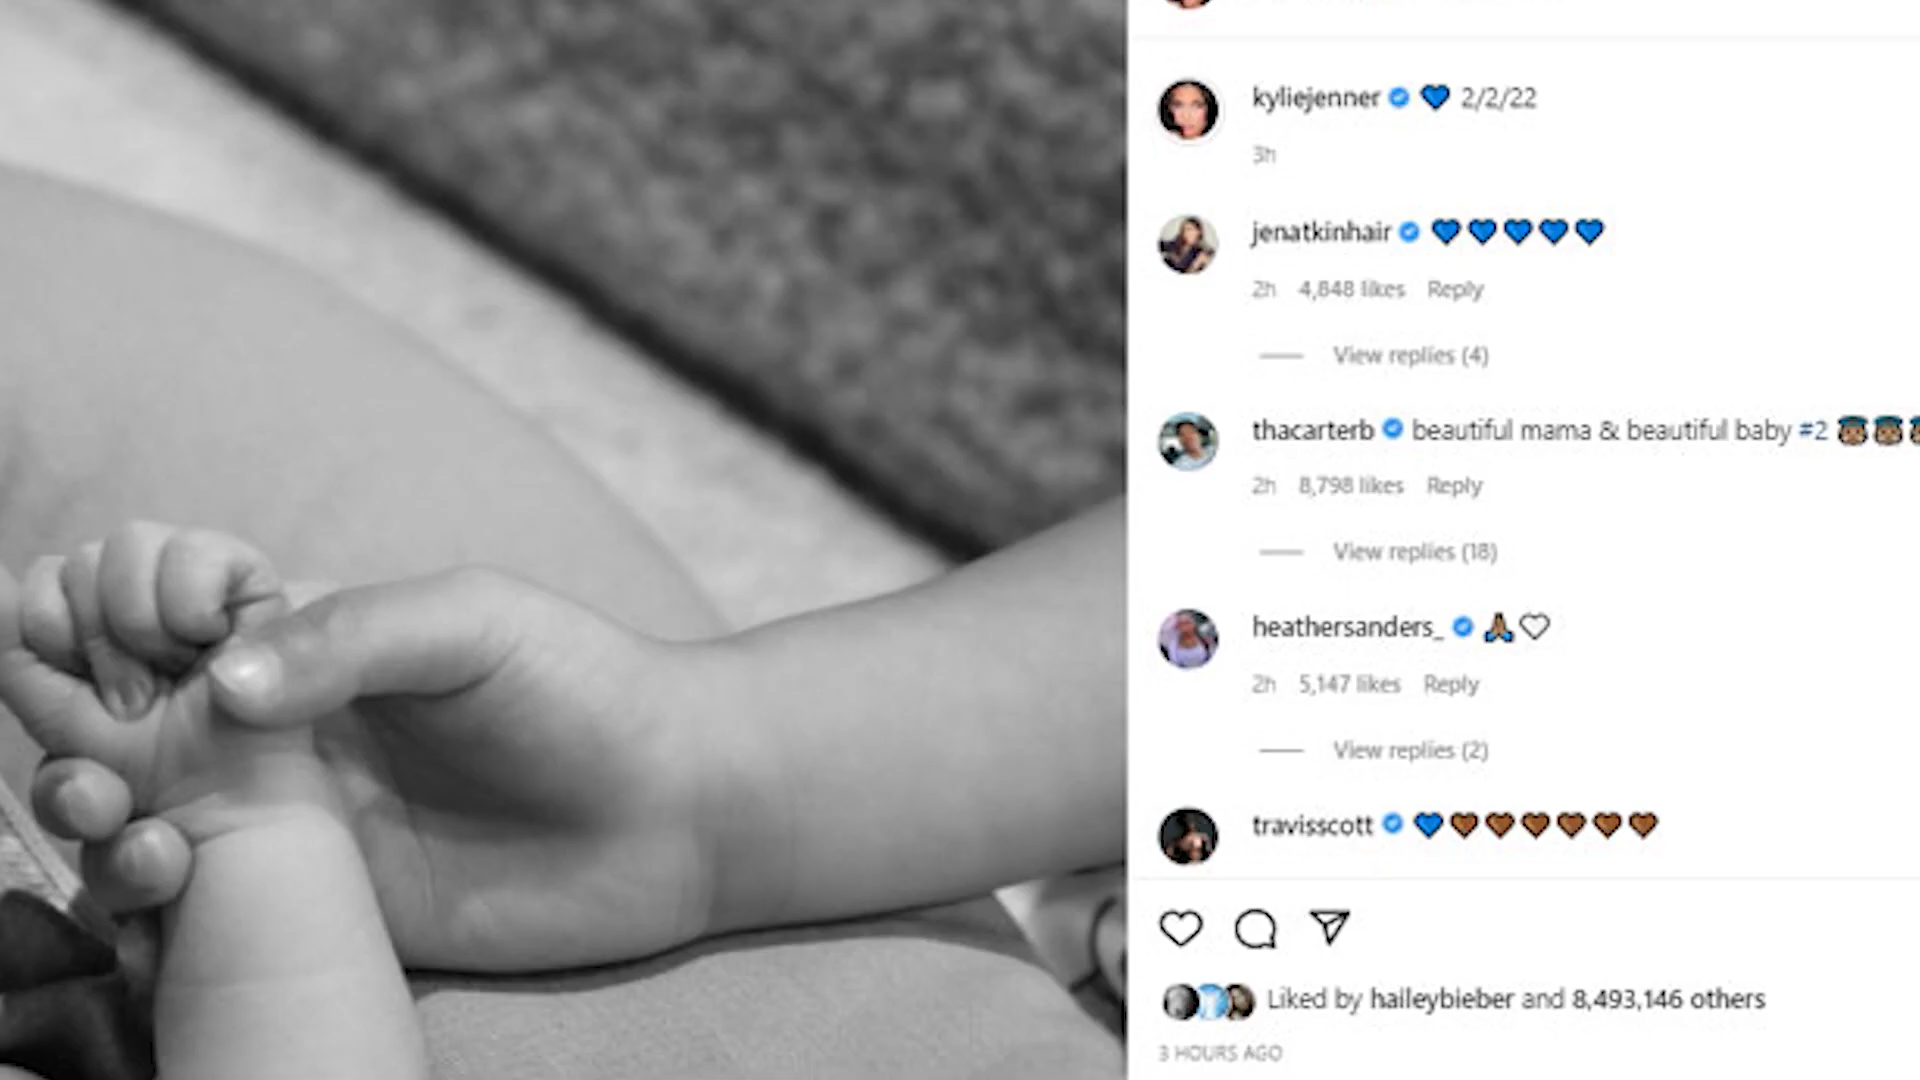 kyliejenner 💙 2/2/22
3h
jenatkinhair 💙💙💙💙💙
2h 4,848 likes Reply
View replies (4)
thacarterb beautiful mama & beautiful baby #2
2h 8,798 likes Reply
View replies (18)
heathersanders_ 🙏🏽🤍
2h 5,147 likes Reply
View replies (2)
travisscott 💙🤎🤎🤎🤎🤎🤎
Liked by haileybieber and 8,493,146 others
3 HOURS AGO